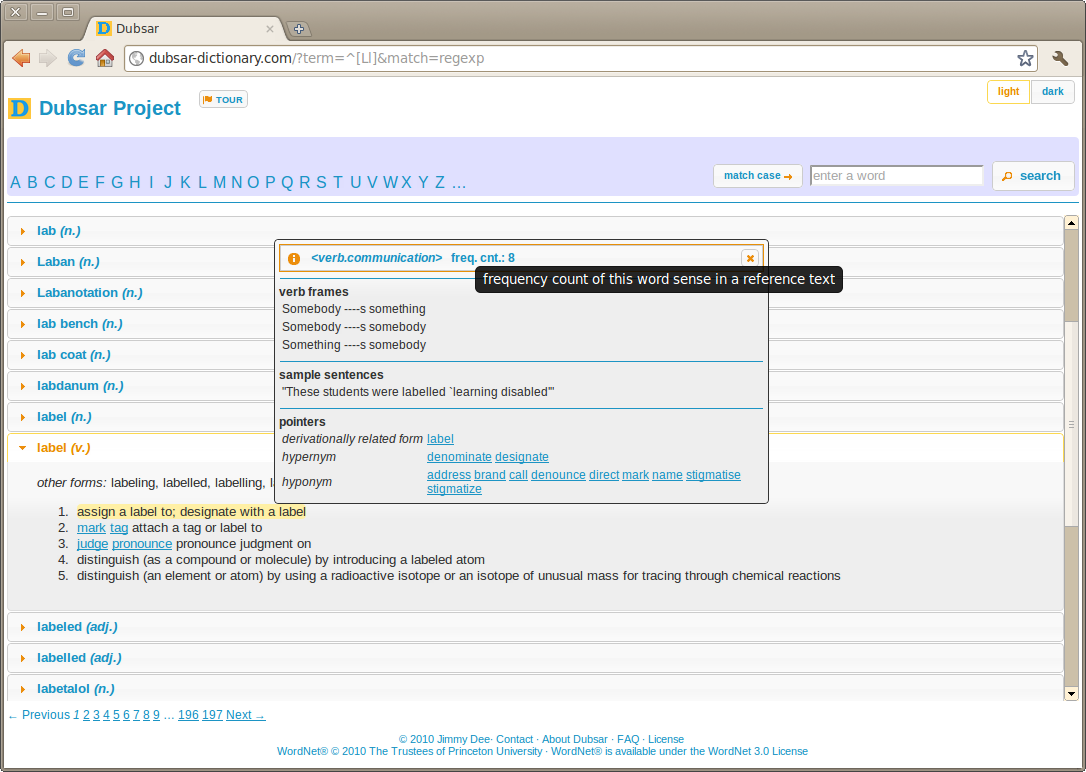 D Dubsar
dubsar-dictionary.com/?term=^[Ll]&match=regexp
light dark
D Dubsar Project TOUR
A B C D E F G H I J K L M N O P Q R S T U V W X Y Z ...
match case → enter a word search
lab (n.)
Laban (n.)
Labanotation (n.)
lab bench (n.)
lab coat (n.)
labdanum (n.)
label (n.)
label (v.)
other forms: labeling, labelled, labelling,
1. assign a label to; designate with a label
2. mark tag attach a tag or label to
3. judge pronounce pronounce judgment on
4. distinguish (as a compound or molecule) by introducing a labeled atom
5. distinguish (an element or atom) by using a radioactive isotope or an isotope of unusual mass for tracing through chemical reactions
<verb.communication> freq. cnt.: 8
frequency count of this word sense in a reference text
verb frames
Somebody ----s something
Somebody ----s somebody
Something ----s somebody
sample sentences
"These students were labelled `learning disabled'"
pointers
derivationally related form label
hypernym denominate designate
hyponym address brand call denounce direct mark name stigmatise
stigmatize
labeled (adj.)
labelled (adj.)
labetalol (n.)
← Previous 1 2 3 4 5 6 7 8 9 ... 196 197 Next →
© 2010 Jimmy Dee· Contact · About Dubsar · FAQ · License
WordNet® © 2010 The Trustees of Princeton University · WordNet® is available under the WordNet 3.0 License